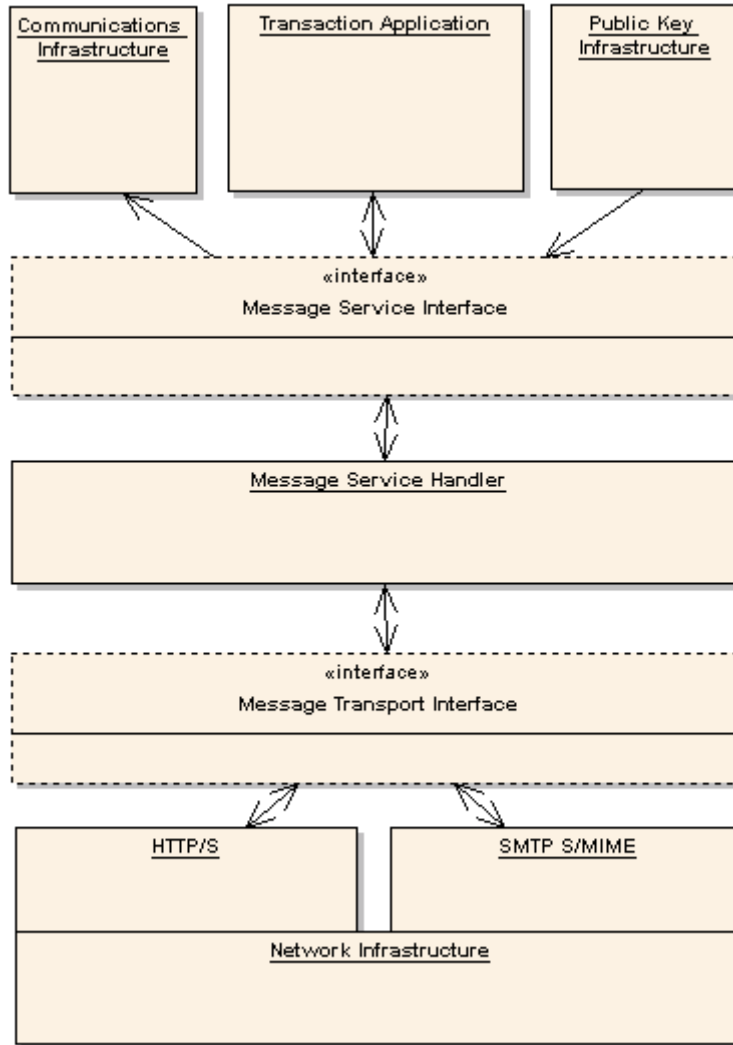 Communications
Infrastructure
Transaction Application
Public Key
Infrastructure
«interface»
Message Service Interface
Message Service Handler
«interface»
Message Transport Interface
HTTP/S
SMTP S/MIME
Network Infrastructure